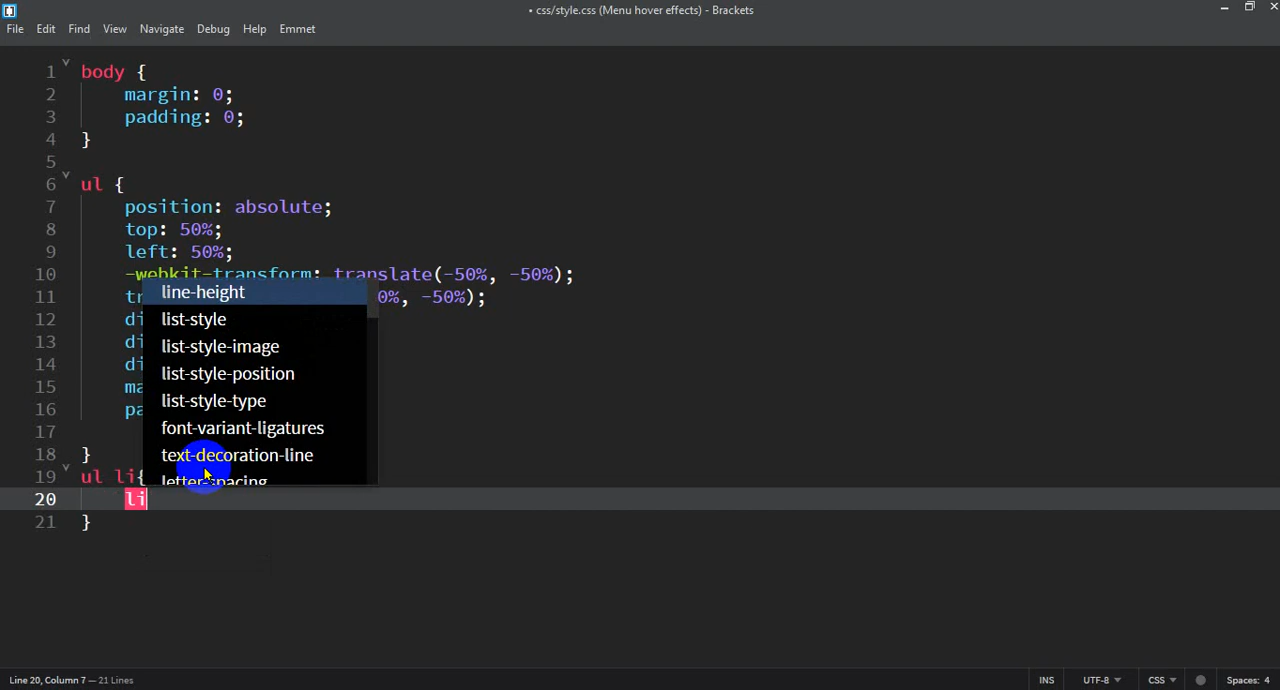 • css/style.css (Menu hover effects) - Brackets
File Edit Find View Navigate Debug Help Emmet
1 body {
2 margin: 0;
3 padding: 0;
4 }
5
6 ul {
7 position: absolute;
8 top: 50%;
9 left: 50%;
10 -webkit-transform: translate(-50%, -50%);
11 tr 0%, -50%);
12 di
13 di
14 di
15 ma
16 pa
17
18 }
19 ul li{
20 li
21 }
line-height
list-style
list-style-image
list-style-position
list-style-type
font-variant-ligatures
text-decoration-line
letter-spacing
Line 20, Column 7 — 21 Lines
INS UTF-8 CSS Spaces: 4